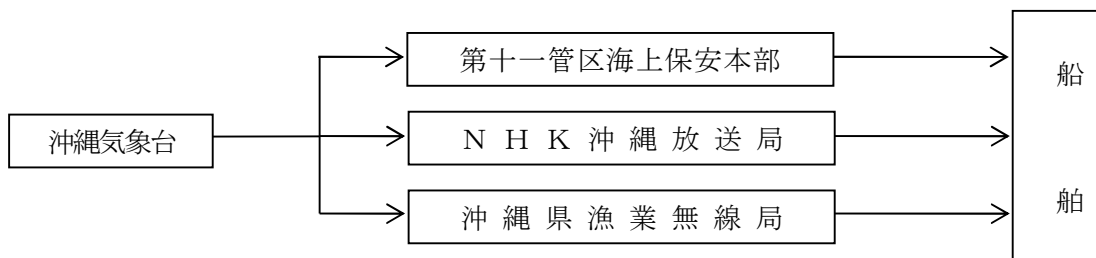 沖縄気象台
第十一管区海上保安本部
ＮＨＫ沖縄放送局
沖縄県漁業無線局
船舶